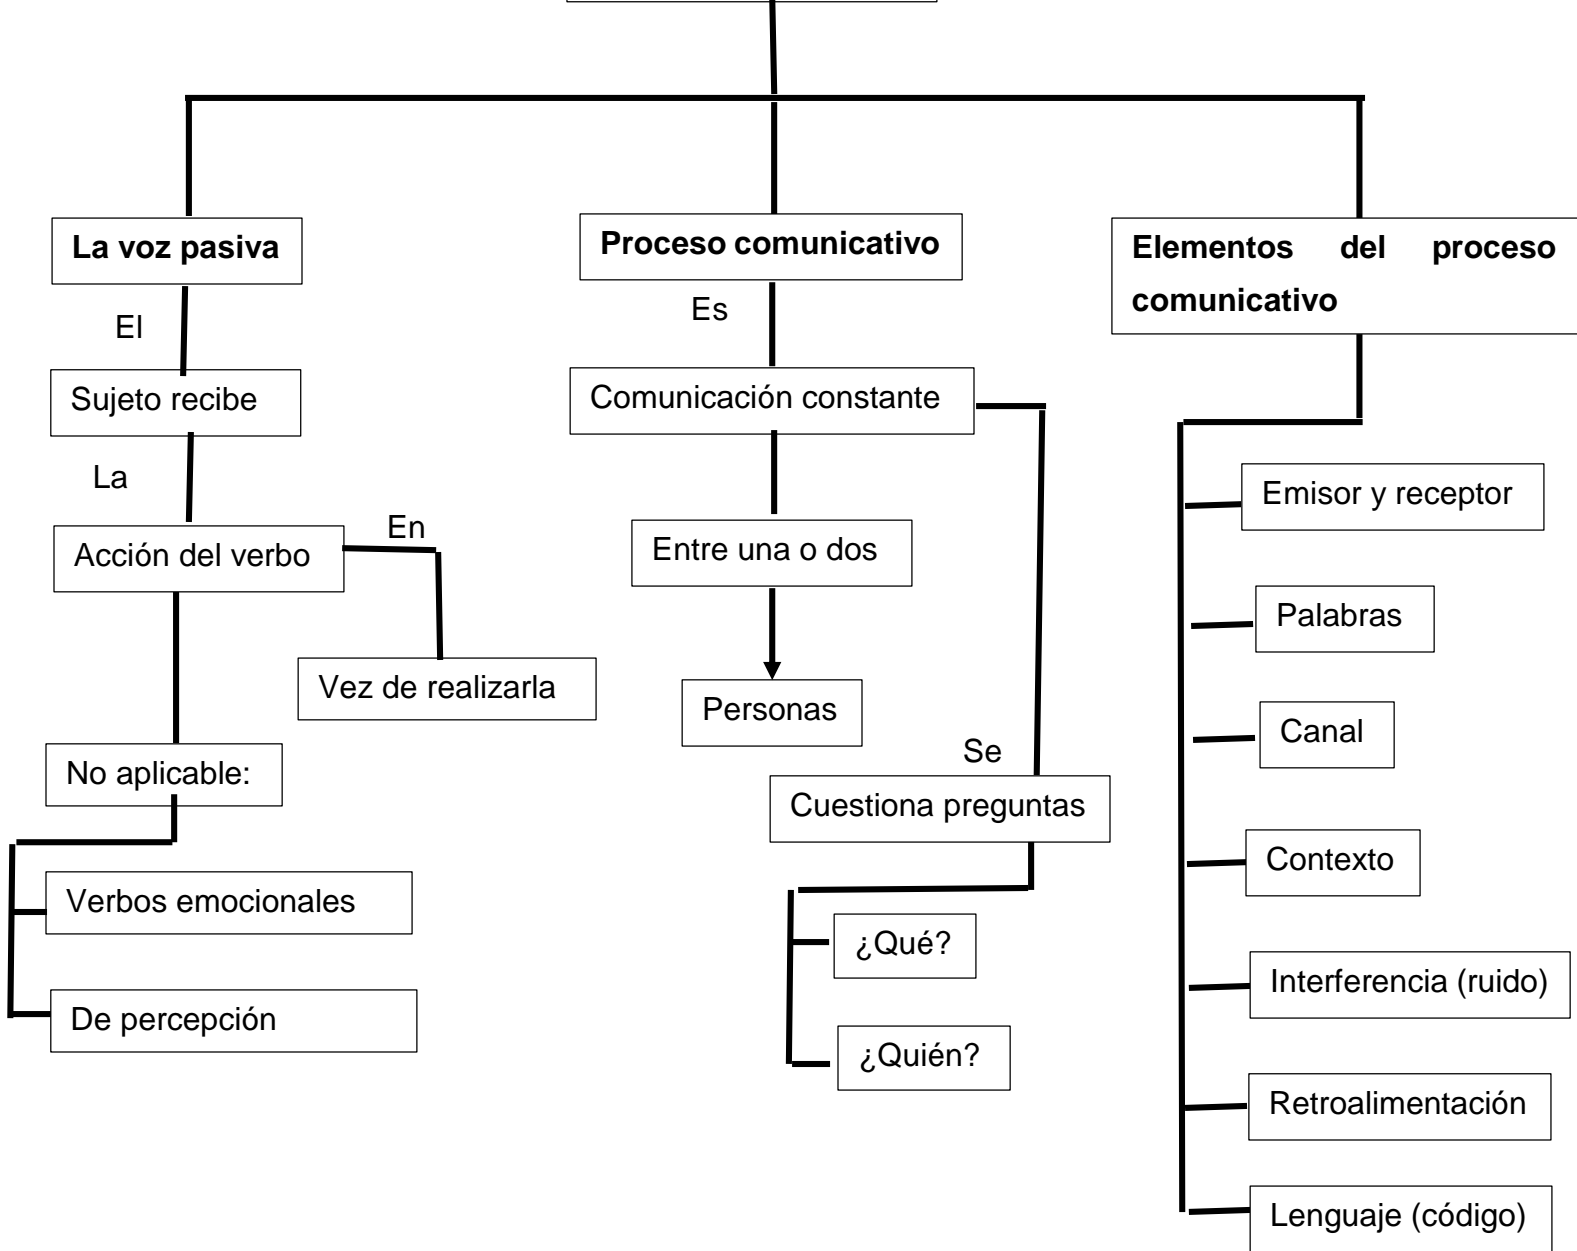 La voz pasiva
El
Sujeto recibe
La
Acción del verbo
En
Vez de realizarla
No aplicable:
Verbos emocionales
De percepción
Proceso comunicativo
Es
Comunicación constante
Entre una o dos
Personas
Se
Cuestiona preguntas
¿Qué?
¿Quién?
Elementos del proceso
comunicativo
Emisor y receptor
Palabras
Canal
Contexto
Interferencia (ruido)
Retroalimentación
Lenguaje (código)